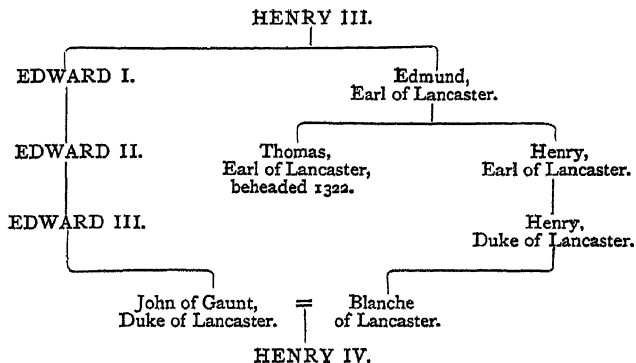 HENRY III.
EDWARD I.
Edmund,
Earl of Lancaster.
EDWARD II.
Thomas,
Earl of Lancaster,
beheaded 1322.
Henry,
Earl of Lancaster.
EDWARD III.
Henry,
Duke of Lancaster.
John of Gaunt,
Duke of Lancaster.
=
Blanche
of Lancaster.
HENRY IV.